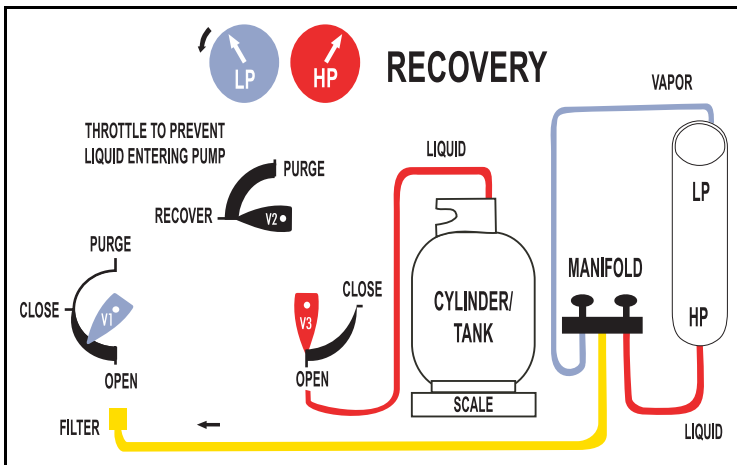 LP
HP
RECOVERY
VAPOR
THROTTLE TO PREVENT
LIQUID ENTERING PUMP
LIQUID
PURGE
RECOVER
V2
LP
PURGE
MANIFOLD
CLOSE
CLOSE
V1
V3
CYLINDER/
TANK
HP
OPEN
OPEN
SCALE
FILTER
LIQUID